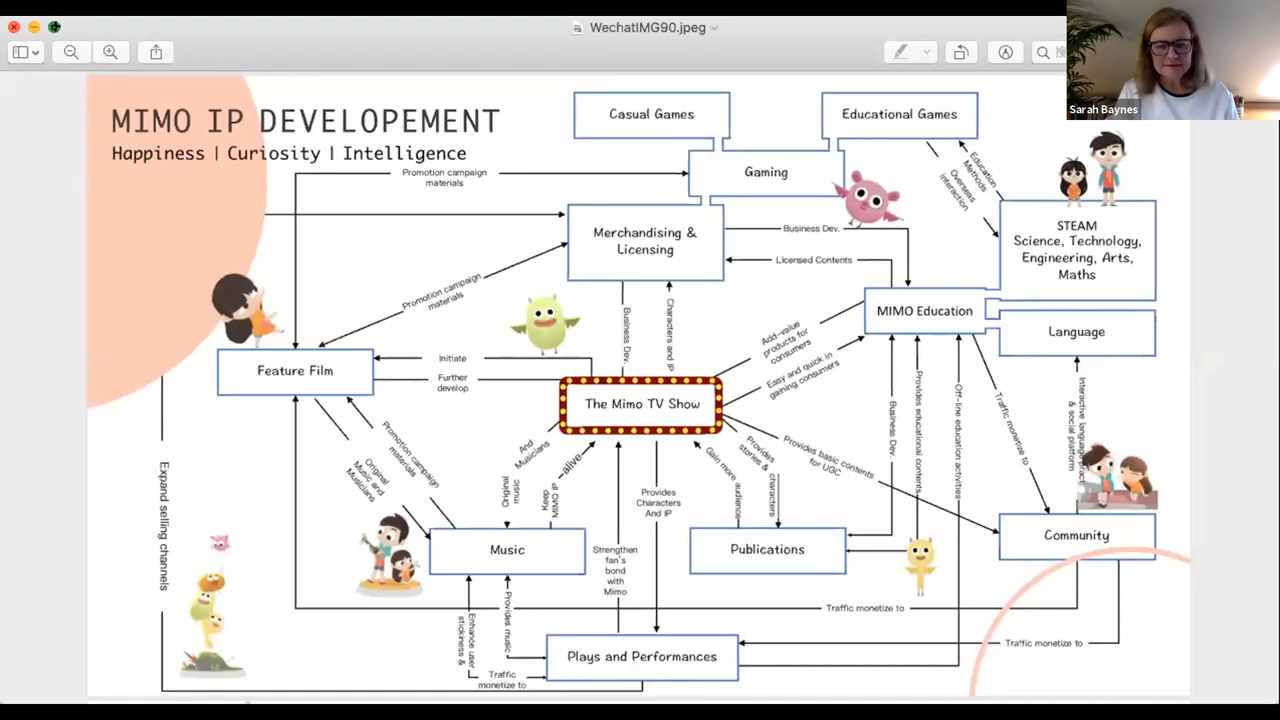 WechatIMG90.jpeg
Sarah Baynes
MIMO IP DEVELOPEMENT
Happiness | Curiosity | Intelligence
Casual Games
Educational Games
Gaming
Promotion campaign
materials
Education
Methods
Overseas
interaction
STEAM
Science, Technology,
Engineering, Arts,
Maths
Merchandising &
Licensing
Business Dev.
Licensed Contents
Promotion campaign
materials
MIMO Education
Language
Business Dev.
Characters and IP
Add-value
products for
consumers
Easy and quick in
gaining consumers
Feature Film
Initiate
Further
develop
The Mimo TV Show
Promotion campaign
materials
Original
Music and
Musicians
And
Musicians
Original
music
Keep
MIMO IP
alive
Provides
Characters
And IP
Gain more
audience
Provides
stories &
characters
Provides basic contents
for UGC
Business Dev.
Provides educational contents
Off-line education activities
Traffic monetize to
Interactive language
& social platform
Expand selling channels
Music
Strengthen
fan's
bond
with
Mimo
Publications
Community
Traffic monetize to
Enhance user
stickiness &
Provides music
Traffic
monetize to
Plays and Performances
Traffic monetize to